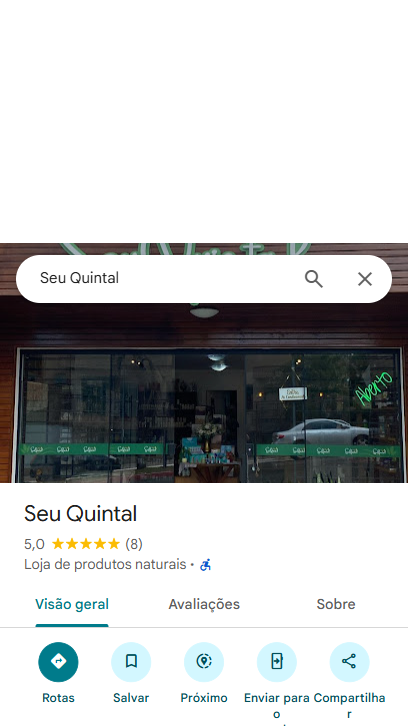 Seu Quintal
Aberto
Seu Quintal
5,0 (8)
Loja de produtos naturais ·
Visão geral Avaliações Sobre
Rotas Salvar Próximo Enviar para o Compartilhar